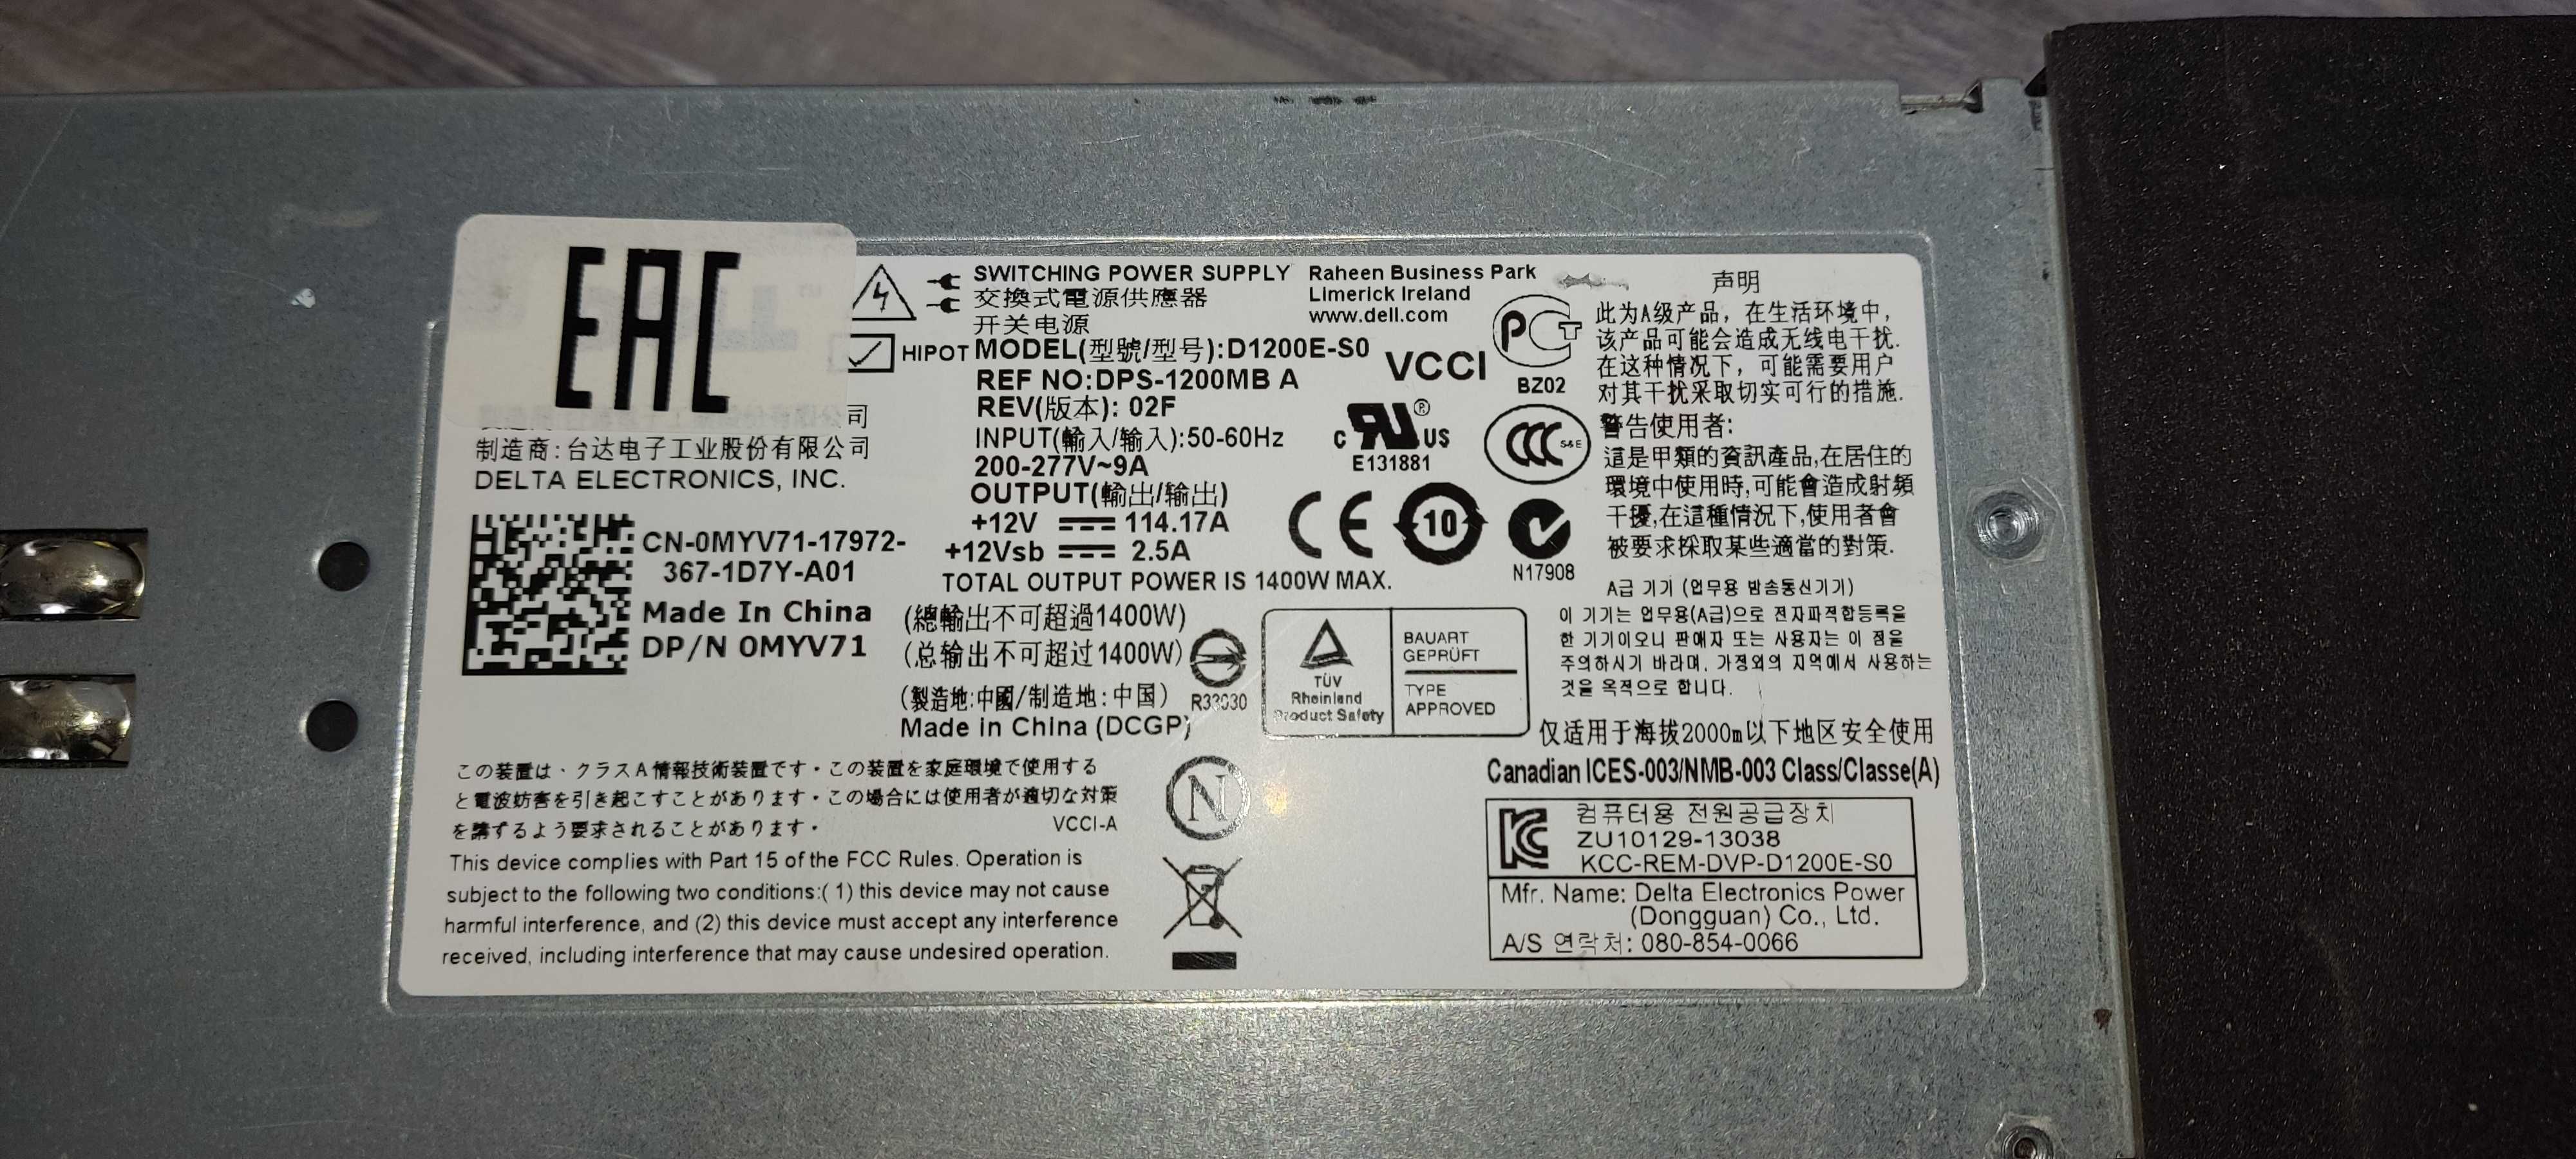 EAC
司
制造商:台达电子工业股份有限公司
DELTA ELECTRONICS, INC.
CN-0MYV71-17972-
367-1D7Y-A01
Made In China
DP/N 0MYV71
HIPOT
SWITCHING POWER SUPPLY
交換式電源供應器
开关电源
MODEL(型號/型号):D1200E-S0
REF NO:DPS-1200MB A
REV(版本): 02F
INPUT(輸入/输入):50-60Hz
200-277V~9A
OUTPUT(輸出/输出)
+12V 114.17A
+12Vsb 2.5A
TOTAL OUTPUT POWER IS 1400W MAX.
(總輸出不可超過1400W)
(总输出不可超过1400W)
(製造地:中國/制造地:中国)
Made in China (DCGP)
R33030
Raheen Business Park
Limerick Ireland
www.dell.com
VCCI
PCT
BZ02
c RU ® US
E131881
CCC S&E
CE
10
N17908
TÜV
Rheinland
Product Safety
BAUART
GEPRÜFT
TYPE
APPROVED
声明
此为A级产品，在生活环境中，
该产品可能会造成无线电干扰.
在这种情况下，可能需要用户
对其干扰采取切实可行的措施.
警告使用者:
這是甲類的資訊產品,在居住的
環境中使用時,可能會造成射頻
干擾,在這種情況下,使用者會
被要求採取某些適當的對策.
A급 기기 (업무용 방송통신기기)
이 기기는 업무용(A급)으로 전자파적합등록을
한 기기이오니 판매자 또는 사용자는 이 점을
주의하시기 바라며, 가정외의 지역에서 사용하는
것을 목적으로 합니다.
仅适用于海拔2000m以下地区安全使用
Canadian ICES-003/NMB-003 Class/Classe(A)
この装置は・クラスA情報技術装置です・この装置を家庭環境で使用する
と電波妨害を引き起こすことがあります・この場合には使用者が適切な対策
を講ずるよう要求されることがあります・
VCCI-A
This device complies with Part 15 of the FCC Rules. Operation is
subject to the following two conditions:( 1) this device may not cause
harmful interference, and (2) this device must accept any interference
received, including interference that may cause undesired operation.
N
KC
컴퓨터용 전원공급장치
ZU10129-13038
KCC-REM-DVP-D1200E-S0
Mfr. Name: Delta Electronics Power
(Dongguan) Co., Ltd.
A/S 연락처: 080-854-0066